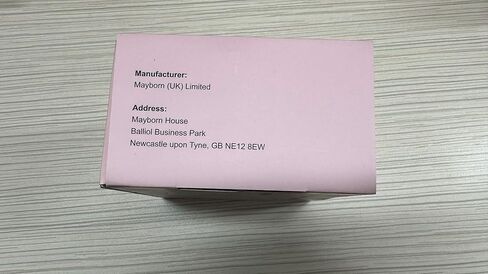 Manufacturer:
Mayborn (UK) Limited
Address:
Mayborn House
Balliol Business Park
Newcastle upon Tyne, GB NE12 8EW